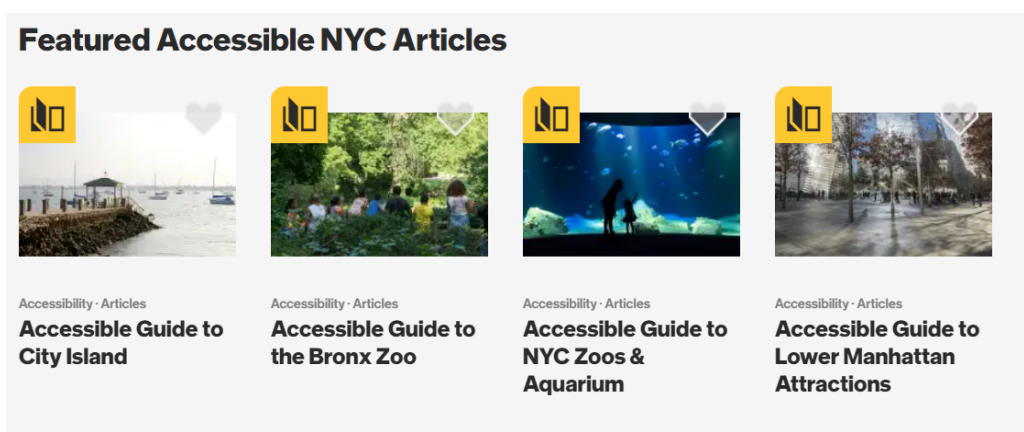 Featured Accessible NYC Articles
Accessibility · Articles
Accessible Guide to
City Island
Accessibility · Articles
Accessible Guide to
the Bronx Zoo
Accessibility · Articles
Accessible Guide to
NYC Zoos &
Aquarium
Accessibility · Articles
Accessible Guide to
Lower Manhattan
Attractions